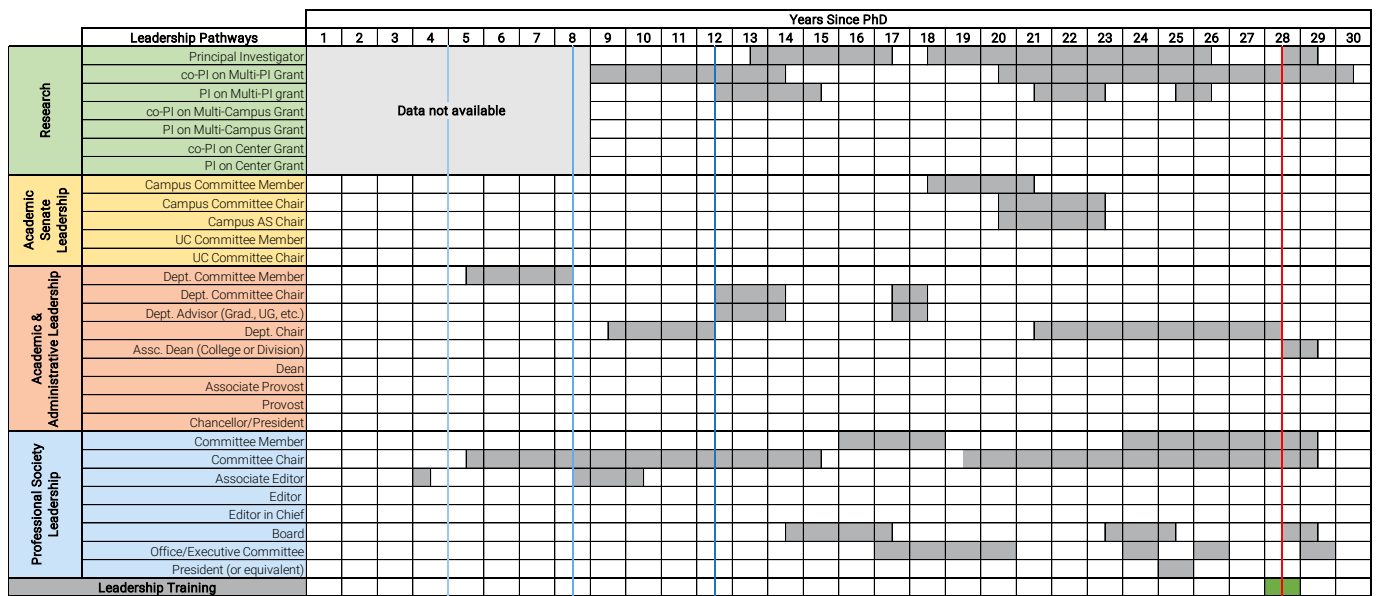 Years Since PhD
Leadership Pathways 1 2 3 4 5 6 7 8 9 10 11 12 13 14 15 16 17 18 19 20 21 22 23 24 25 26 27 28 29 30
Research
Principal Investigator
co-PI on Multi-PI Grant
PI on Multi-PI grant
co-PI on Multi-Campus Grant
PI on Multi-Campus Grant
co-PI on Center Grant
PI on Center Grant
Data not available
Academic
Senate
Leadership
Campus Committee Member
Campus Committee Chair
Campus AS Chair
UC Committee Member
UC Committee Chair
Academic &
Administrative Leadership
Dept. Committee Member
Dept. Committee Chair
Dept. Advisor (Grad., UG, etc.)
Dept. Chair
Assc. Dean (College or Division)
Dean
Associate Provost
Provost
Chancellor/President
Professional Society
Leadership
Committee Member
Committee Chair
Associate Editor
Editor
Editor in Chief
Board
Office/Executive Committee
President (or equivalent)
Leadership Training